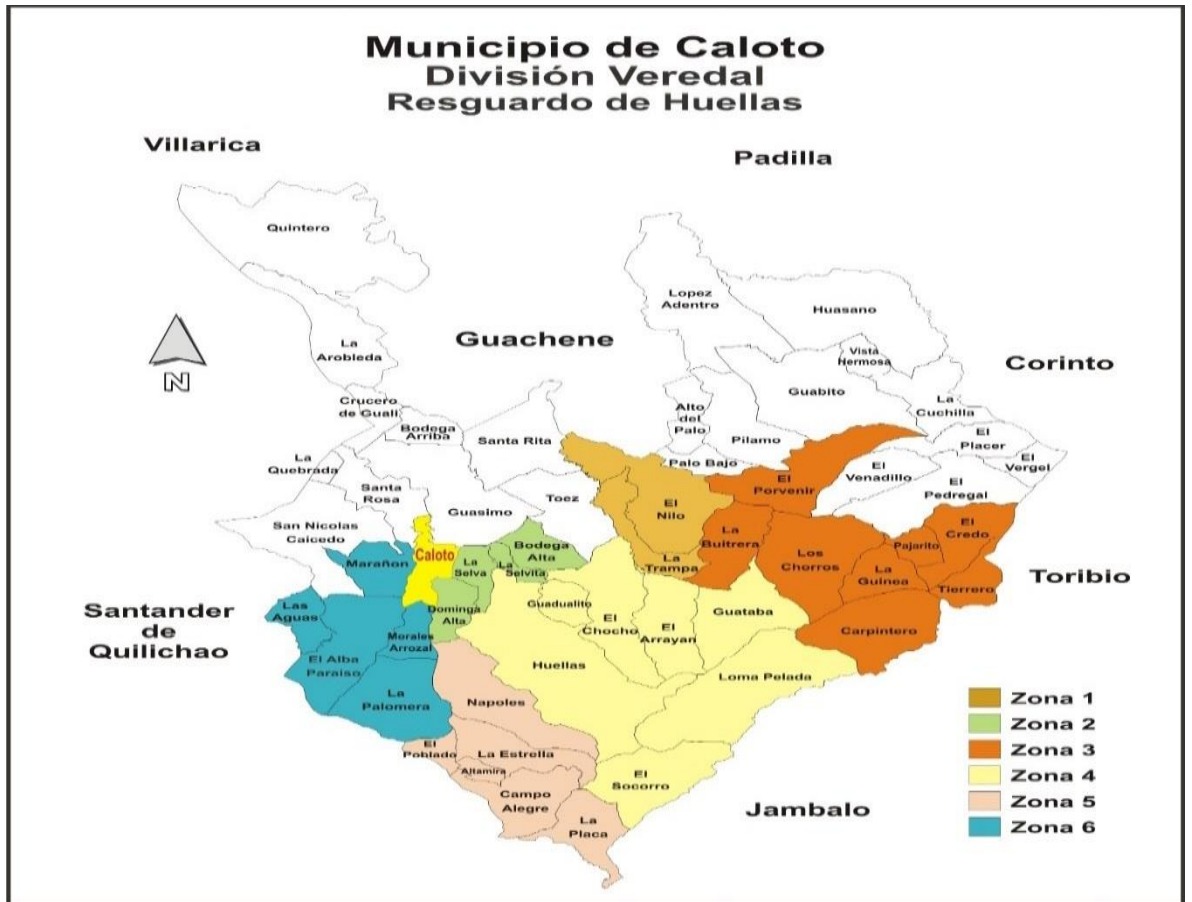 Municipio de Caloto
División Veredal
Resguardo de Huellas
Villarica
Padilla
Quintero
Lopez
Adentro
Huasano
Guachene
La
Arobleda
Vista
Hermosa
Corinto
N
Guabito
Crucero
de Guali
Alto
del
Palo
La
Cuchilla
Bodega
Arriba
Santa Rita
Pilamo
El
Placer
La
Quebrada
Palo Bajo
El
Vergel
El
Venadillo
Santa
Rosa
Toez
El
Porvenir
El
Pedregal
Guasimo
El
Nilo
San Nicolas
Caicedo
La
Buitrera
El
Credo
Caloto
Bodega
Alta
Pajarito
Marañon
La
Selva
La
Selvita
La
Trampa
Los
Chorros
La
Guinea
Toribio
Tierrero
Santander
de
Quilichao
Las
Aguas
Dominga
Alta
Gadualito
El
Chocho
El
Arrayan
Guataba
Carpintero
Morales
Arrozal
El Alba
Paraiso
Huellas
Loma Pelada
La
Palomera
Napoles
El
Poblado
La Estrella
Altamira
El
Socorro
Campo
Alegre
La
Placa
Jambalo
Zona 1
Zona 2
Zona 3
Zona 4
Zona 5
Zona 6